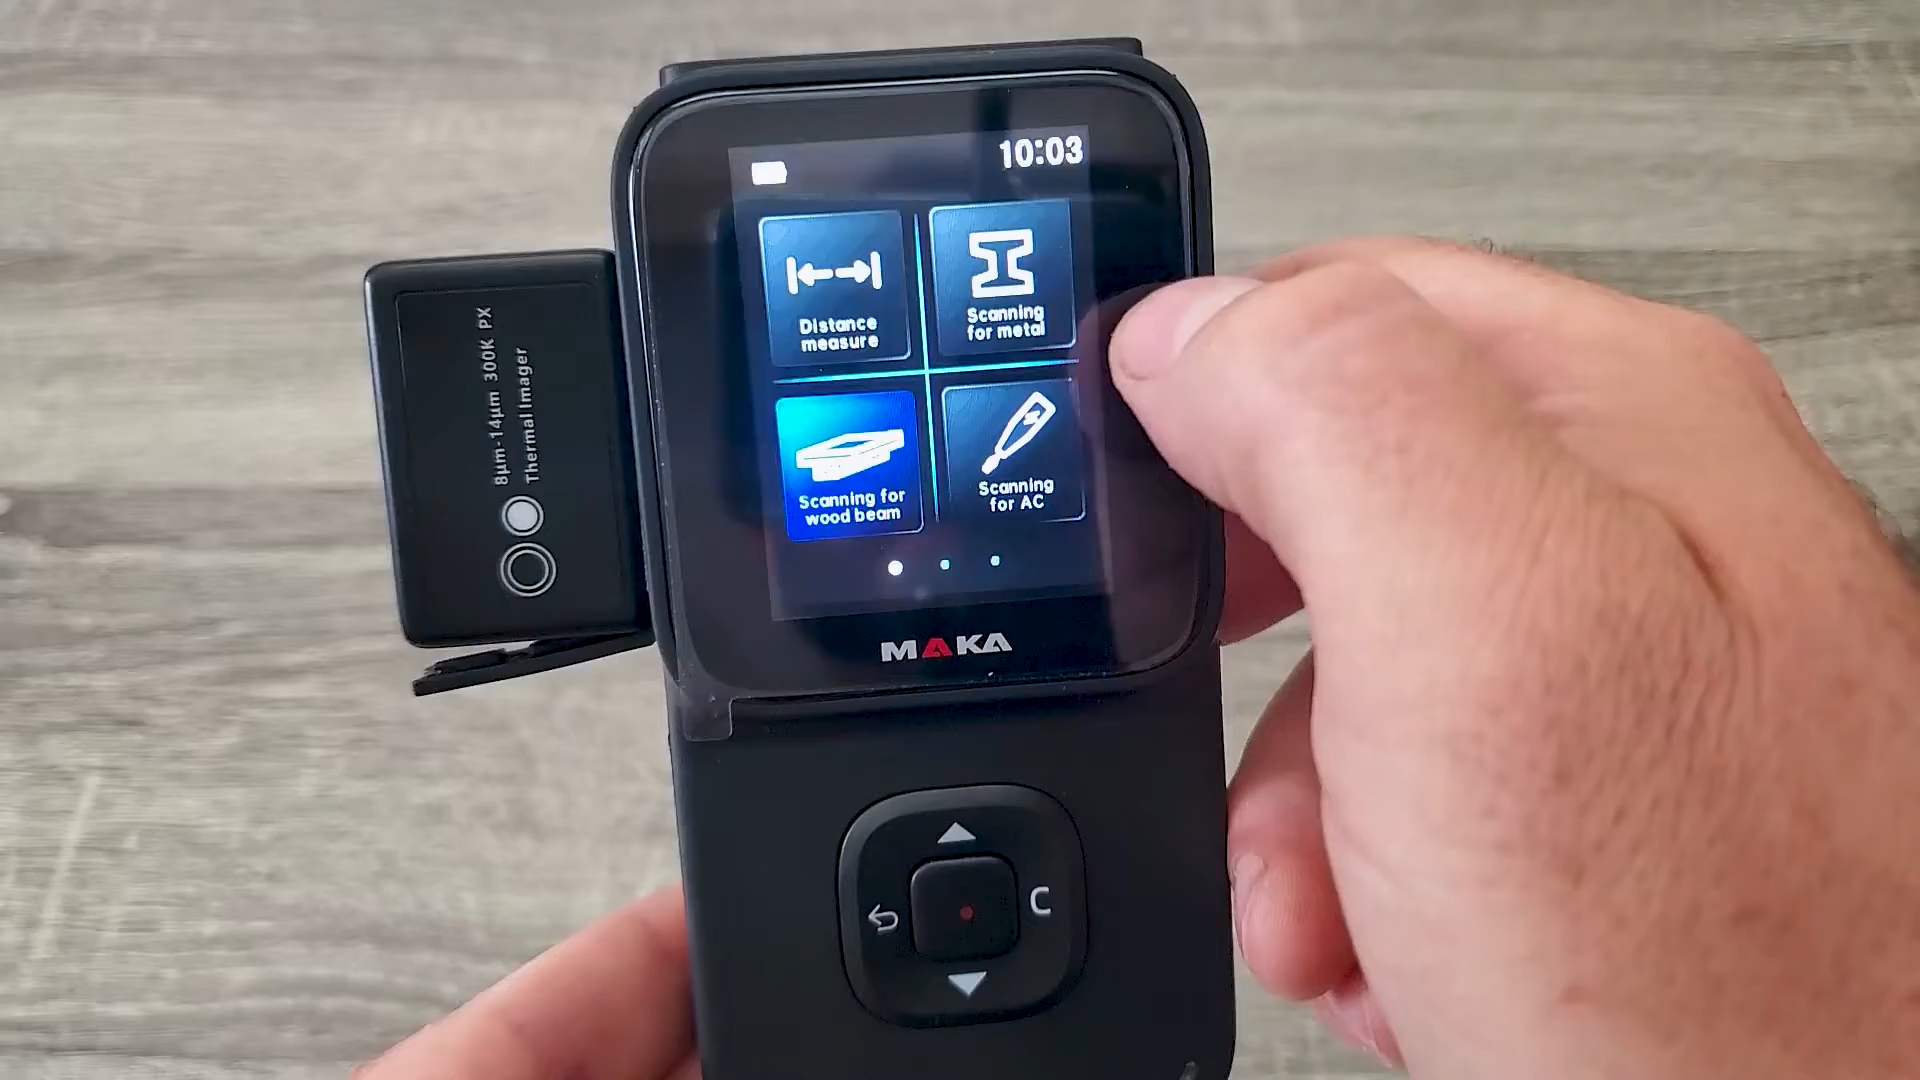 10:03
Distance
measure
Scanning
for metal
Scanning for
wood beam
Scanning
for AC
MAKA
C
8μm-14μm 300K PX
Thermal Imager